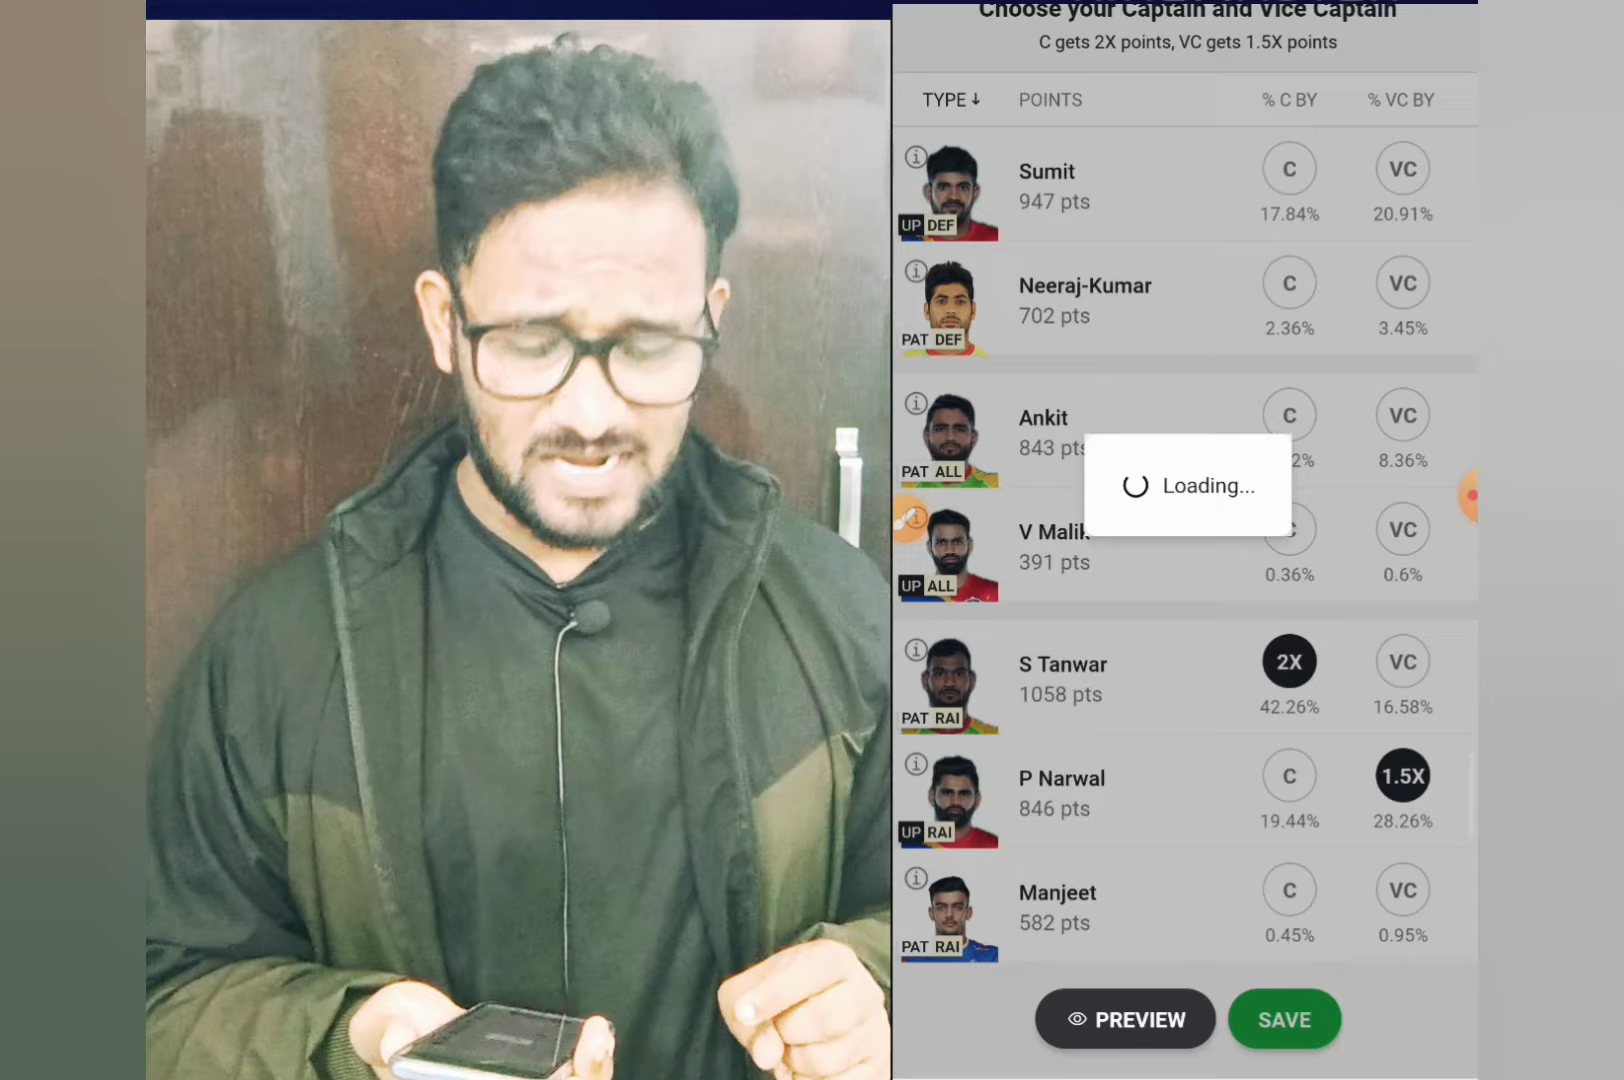 Choose your Captain and Vice Captain
C gets 2X points, VC gets 1.5X points
TYPE ↓ POINTS % C BY % VC BY
Sumit C VC
947 pts 17.84% 20.91%
UP DEF
Neeraj-Kumar C VC
702 pts 2.36% 3.45%
PAT DEF
Ankit C VC
843 pts 2% 8.36%
PAT ALL
Loading...
V Malik VC
391 pts 0.36% 0.6%
UP ALL
S Tanwar 2X VC
1058 pts 42.26% 16.58%
PAT RAI
P Narwal C 1.5X
846 pts 19.44% 28.26%
UP RAI
Manjeet C VC
582 pts 0.45% 0.95%
PAT RAI
PREVIEW SAVE